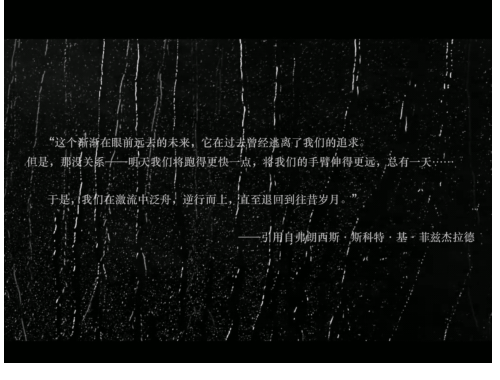 “这个渐渐在眼前远去的未来，它在过去曾经逃离了我们的追求。
但是，那没关系——明天我们将跑得更快一点，将我们的手臂伸得更远，总有一天……
于是，我们在激流中泛舟，逆行而上，直至退回到往昔岁月。”
——引用自弗朗西斯·斯科特·基·菲兹杰拉德